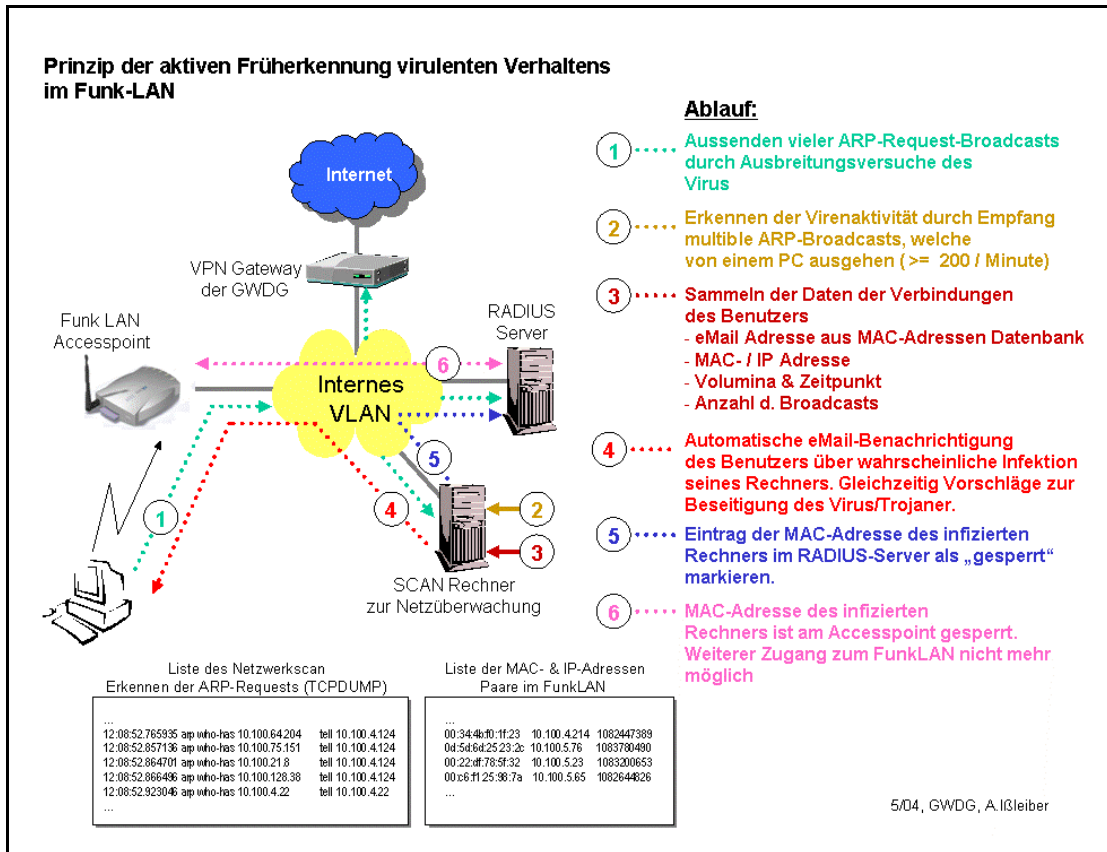 Prinzip der aktiven Früherkennung virulenten Verhaltens
im Funk-LAN
Internet
VPN Gateway
der GWDG
Funk LAN
Accesspoint
RADIUS
Server
6
Internes
VLAN
5
1
4
2
3
SCAN Rechner
zur Netzüberwachung
Ablauf:
1
Aussenden vieler ARP-Request-Broadcasts
durch Ausbreitungsversuche des
Virus
2
Erkennen der Virenaktivität durch Empfang
multible ARP-Broadcasts, welche
von einem PC ausgehen ( >= 200 / Minute)
3
Sammeln der Daten der Verbindungen
des Benutzers
- eMail Adresse aus MAC-Adressen Datenbank
- MAC- / IP Adresse
- Volumina & Zeitpunkt
- Anzahl d. Broadcasts
4
Automatische eMail-Benachrichtigung
des Benutzers über wahrscheinliche Infektion
seines Rechners. Gleichzeitig Vorschläge zur
Beseitigung des Virus/Trojaner.
5
Eintrag der MAC-Adresse des infizierten
Rechners im RADIUS-Server als „gesperrt“
markieren.
6
MAC-Adresse des infizierten
Rechners ist am Accesspoint gesperrt.
Weiterer Zugang zum FunkLAN nicht mehr
möglich
Liste des Netzwerkscan
Erkennen der ARP-Requests (TCPDUMP)
...
12:08:52.765935 arp who-has 10.100.64.204 tell 10.100.4.124
12:08:52.857136 arp who-has 10.100.75.151 tell 10.100.4.124
12:08:52.864701 arp who-has 10.100.21.8 tell 10.100.4.124
12:08:52.866496 arp who-has 10.100.128.38 tell 10.100.4.124
12:08:52.923046 arp who-has 10.100.4.22 tell 10.100.4.22
...
Liste der MAC- & IP-Adressen
Paare im FunkLAN
...
00:34:4b:f0:1f:23 10.100.4.214 1082447389
0d:5d:6d:25:23:2c 10.100.5.76 1083780490
00:22:df:78:5f:32 10.100.5.23 1083200653
00:c6:f1:25:98:7a 10.100.5.65 1082644826
...
5/04, GWDG, A.Ißleiber